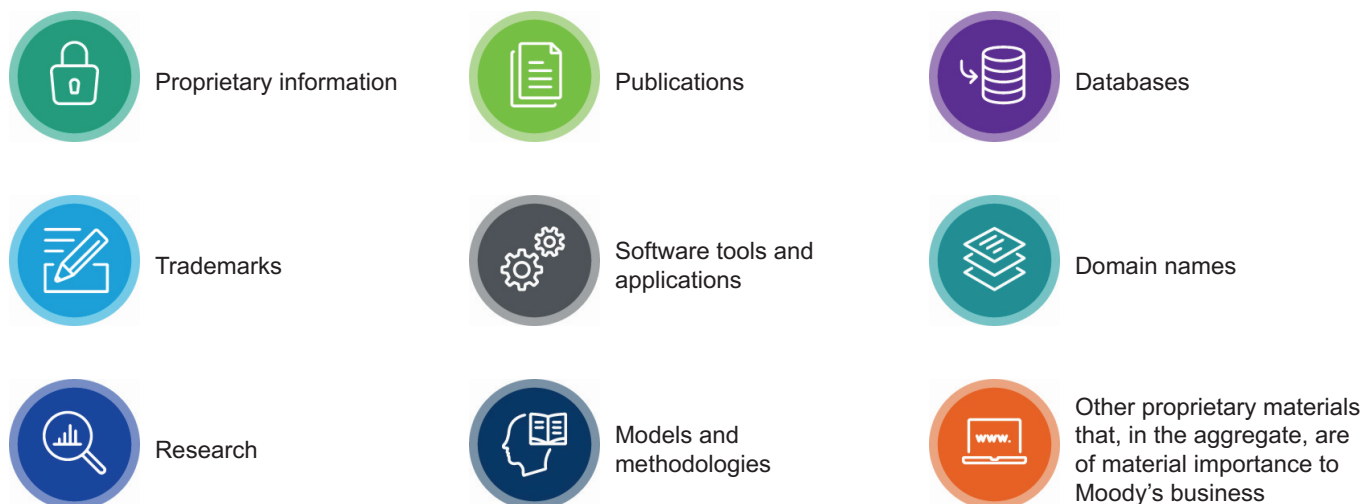 Proprietary information
Publications
Databases
Trademarks
Software tools and
applications
Domain names
Research
Models and
methodologies
www.
Other proprietary materials
that, in the aggregate, are
of material importance to
Moody's business